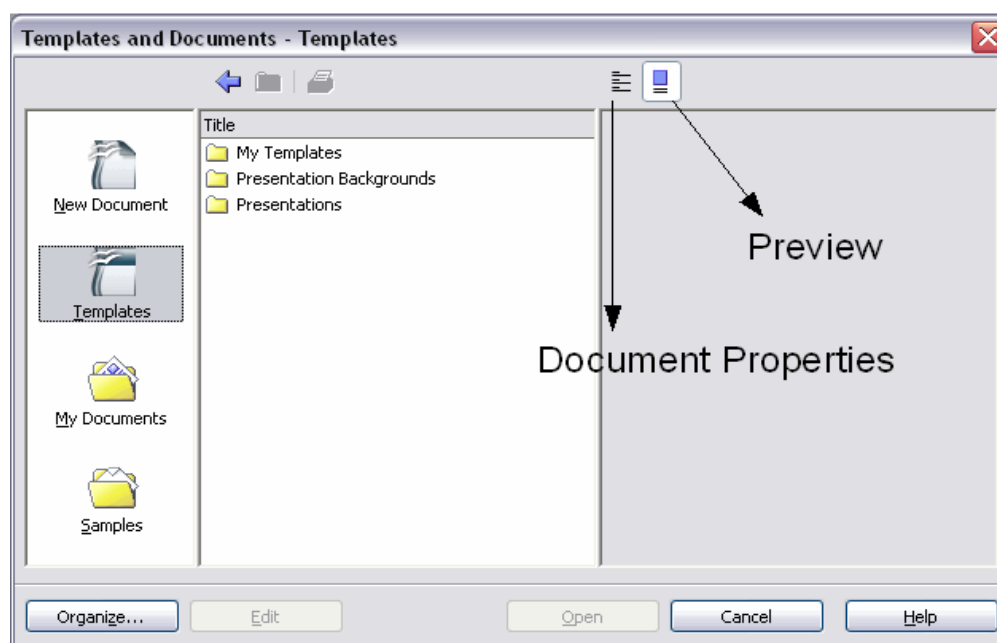 Templates and Documents - Templates
Title
My Templates
Presentation Backgrounds
Presentations
New Document
Templates
My Documents
Samples
Preview
Document Properties
Organize...
Edit
Open
Cancel
Help